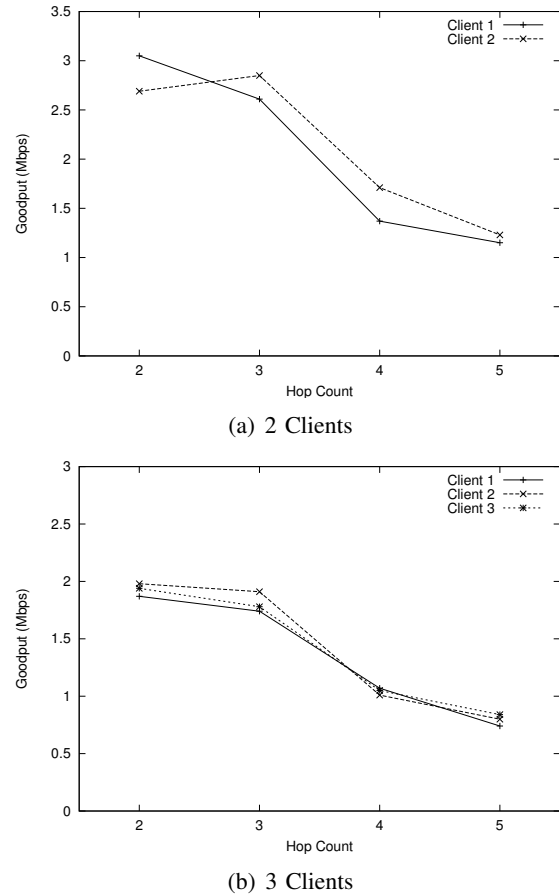 3.5
3
2.5
2
1.5
1
0.5
0
Goodput (Mbps)
Client 1
Client 2
2 3 4 5
Hop Count
(a) 2 Clients
3
2.5
2
1.5
1
0.5
0
Goodput (Mbps)
Client 1
Client 2
Client 3
2 3 4 5
Hop Count
(b) 3 Clients